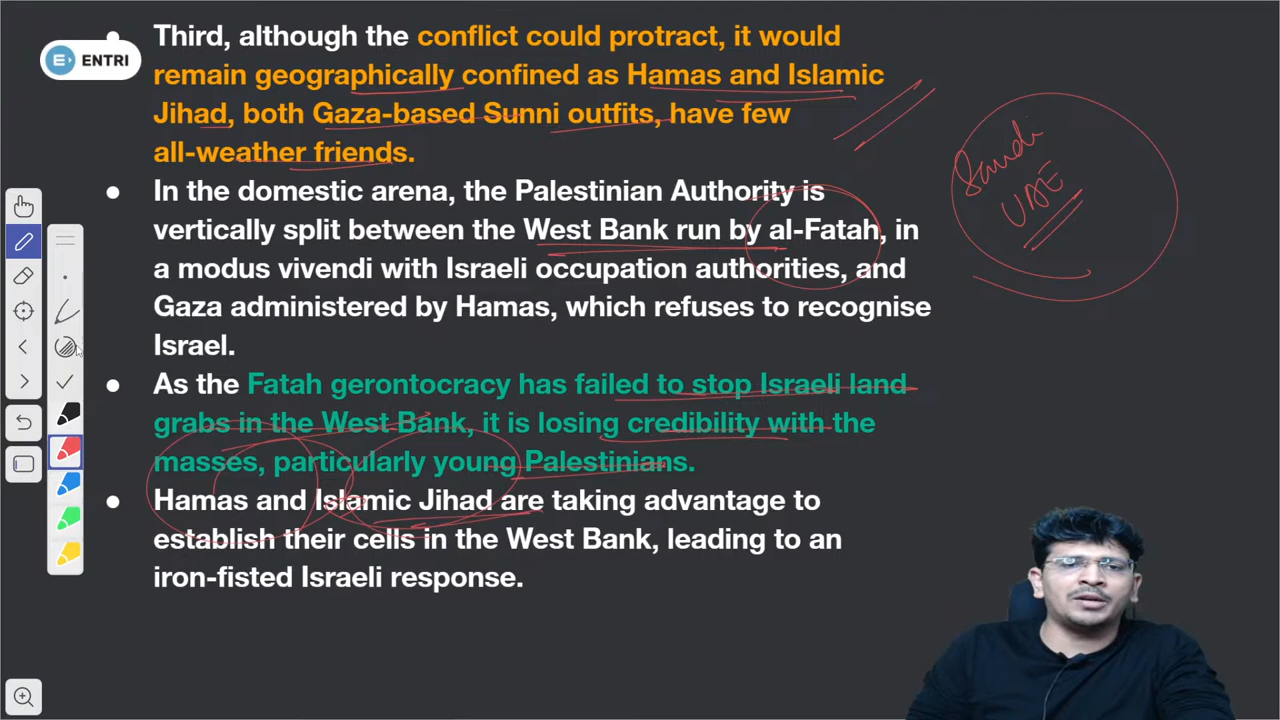 Third, although the conflict could protract, it would
ENTRI
remain geographically confined as Hamas and Islamic
Jihad, both Gaza-based Sunni outfits, have few
all-weather friends.
Saudi
UAE
In the domestic arena, the Palestinian Authority is
vertically split between the West Bank run by al-Fatah, in
a modus vivendi with Israeli occupation authorities, and
Gaza administered by Hamas, which refuses to recognise
Israel.
As the Fatah gerontocracy has failed to stop Israeli land
grabs in the West Bank, it is losing credibility with the
masses, particularly young Palestinians.
Hamas and Islamic Jihad are taking advantage to
establish their cells in the West Bank, leading to an
iron-fisted Israeli response.